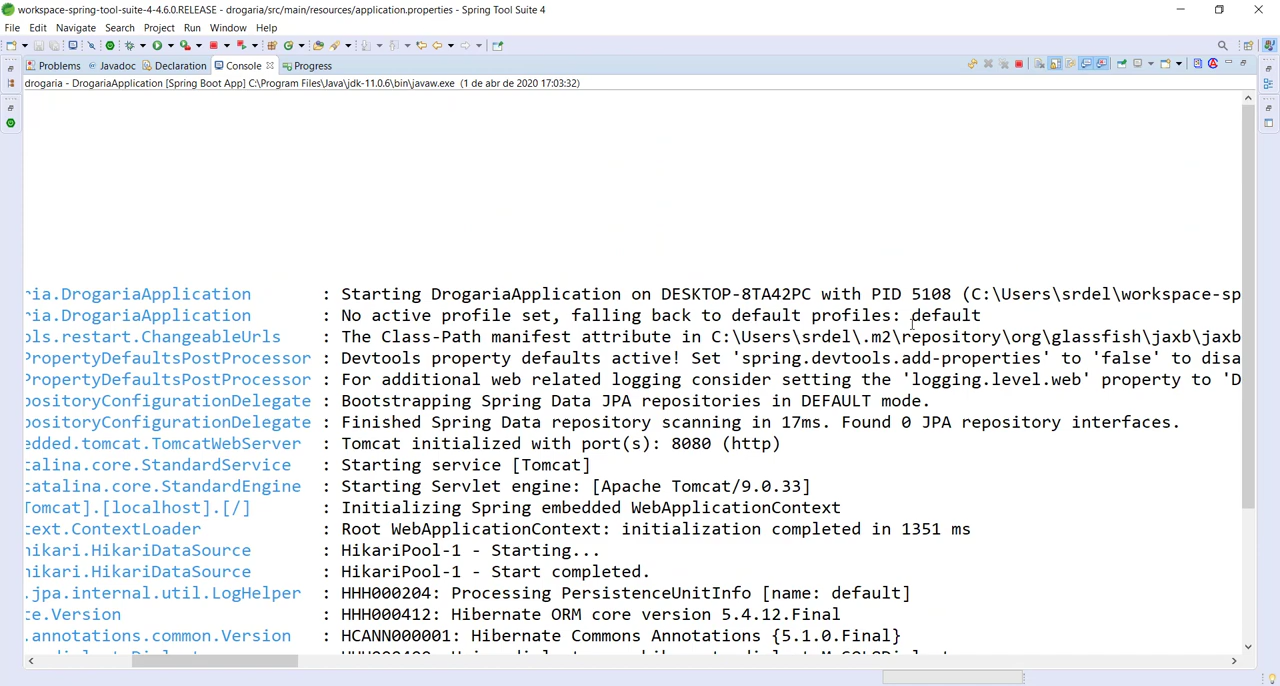 workspace-spring-tool-suite-4-4.6.0.RELEASE - drogaria/src/main/resources/application.properties - Spring Tool Suite 4
File Edit Navigate Search Project Run Window Help
Problems Javadoc Declaration Console Progress
drogaria - DrogariaApplication [Spring Boot App] C:\Program Files\Java\jdk-11.0.6\bin\javaw.exe (1 de abr de 2020 17:03:32)
ria.DrogariaApplication : Starting DrogariaApplication on DESKTOP-8TA42PC with PID 5108 (C:\Users\srdel\workspace-sp
ria.DrogariaApplication : No active profile set, falling back to default profiles: default
ols.restart.ChangeableUrls : The Class-Path manifest attribute in C:\Users\srdel\.m2\repository\org\glassfish\jaxb\jaxb
PropertyDefaultsPostProcessor : Devtools property defaults active! Set 'spring.devtools.add-properties' to 'false' to disa
PropertyDefaultsPostProcessor : For additional web related logging consider setting the 'logging.level.web' property to 'D
ositoryConfigurationDelegate : Bootstrapping Spring Data JPA repositories in DEFAULT mode.
ositoryConfigurationDelegate : Finished Spring Data repository scanning in 17ms. Found 0 JPA repository interfaces.
edded.tomcat.TomcatWebServer : Tomcat initialized with port(s): 8080 (http)
talina.core.StandardService : Starting service [Tomcat]
catalina.core.StandardEngine : Starting Servlet engine: [Apache Tomcat/9.0.33]
Tomcat].[localhost].[/] : Initializing Spring embedded WebApplicationContext
text.ContextLoader : Root WebApplicationContext: initialization completed in 1351 ms
hikari.HikariDataSource : HikariPool-1 - Starting...
hikari.HikariDataSource : HikariPool-1 - Start completed.
.jpa.internal.util.LogHelper : HHH000204: Processing PersistenceUnitInfo [name: default]
te.Version : HHH000412: Hibernate ORM core version 5.4.12.Final
.annotations.common.Version : HCANN000001: Hibernate Commons Annotations {5.1.0.Final}